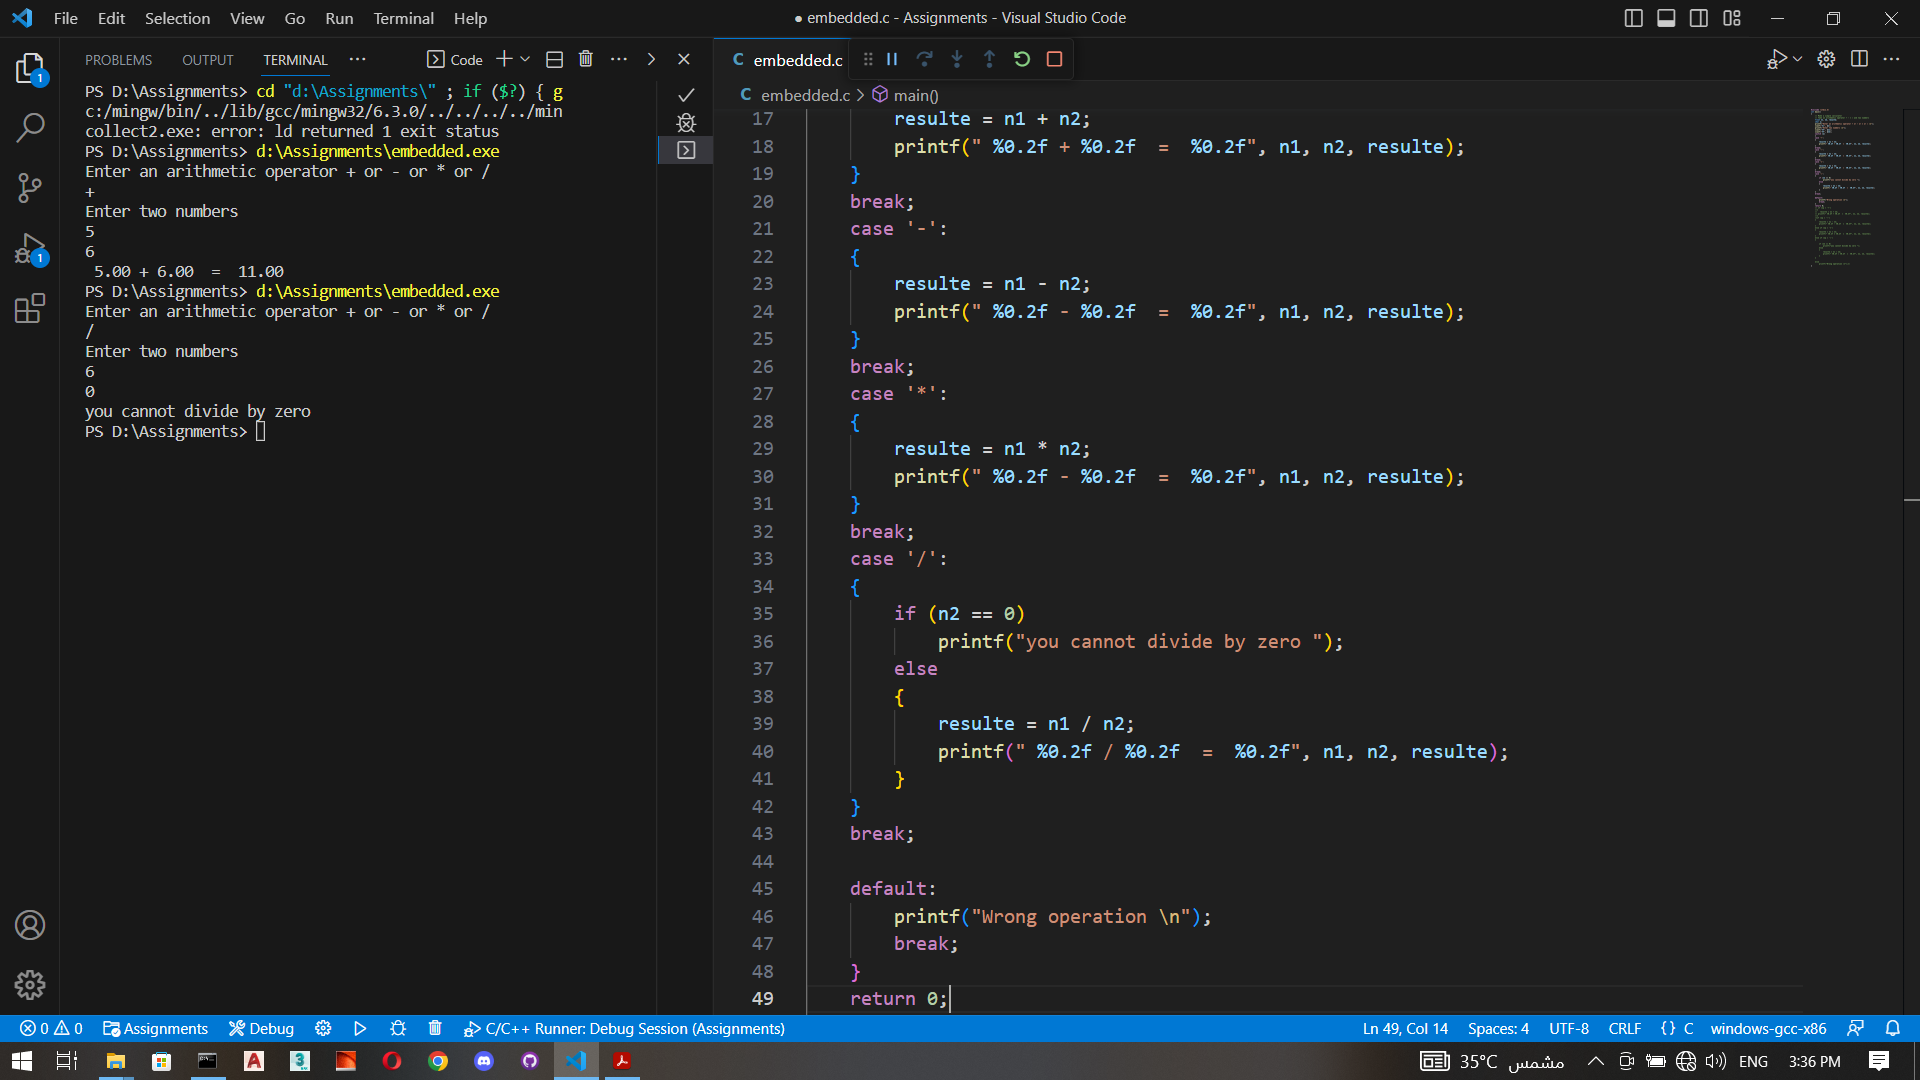 File Edit Selection View Go Run Terminal Help
● embedded.c - Assignments - Visual Studio Code
PROBLEMS OUTPUT TERMINAL ··· Code
PS D:\Assignments> cd "d:\Assignments\" ; if ($?) { g
c:/mingw/bin/../lib/gcc/mingw32/6.3.0/../../../../min
collect2.exe: error: ld returned 1 exit status
PS D:\Assignments> d:\Assignments\embedded.exe
Enter an arithmetic operator + or - or * or /
+
Enter two numbers
5
6
 5.00 + 6.00  =  11.00
PS D:\Assignments> d:\Assignments\embedded.exe
Enter an arithmetic operator + or - or * or /
/
Enter two numbers
6
0
you cannot divide by zero
PS D:\Assignments>
1
1
C embedded.c
C embedded.c > main()
17 resulte = n1 + n2;
18 printf(" %0.2f + %0.2f  =  %0.2f", n1, n2, resulte);
19 }
20 break;
21 case '-':
22 {
23 resulte = n1 - n2;
24 printf(" %0.2f - %0.2f  =  %0.2f", n1, n2, resulte);
25 }
26 break;
27 case '*':
28 {
29 resulte = n1 * n2;
30 printf(" %0.2f - %0.2f  =  %0.2f", n1, n2, resulte);
31 }
32 break;
33 case '/':
34 {
35 if (n2 == 0)
36 printf("you cannot divide by zero ");
37 else
38 {
39 resulte = n1 / n2;
40 printf(" %0.2f / %0.2f  =  %0.2f", n1, n2, resulte);
41 }
42 }
43 break;
44
45 default:
46 printf("Wrong operation \n");
47 break;
48 }
49 return 0;
0 0 Assignments Debug C/C++ Runner: Debug Session (Assignments) Ln 49, Col 14 Spaces: 4 UTF-8 CRLF {} C windows-gcc-x86
35°C مشمس ENG 3:36 PM